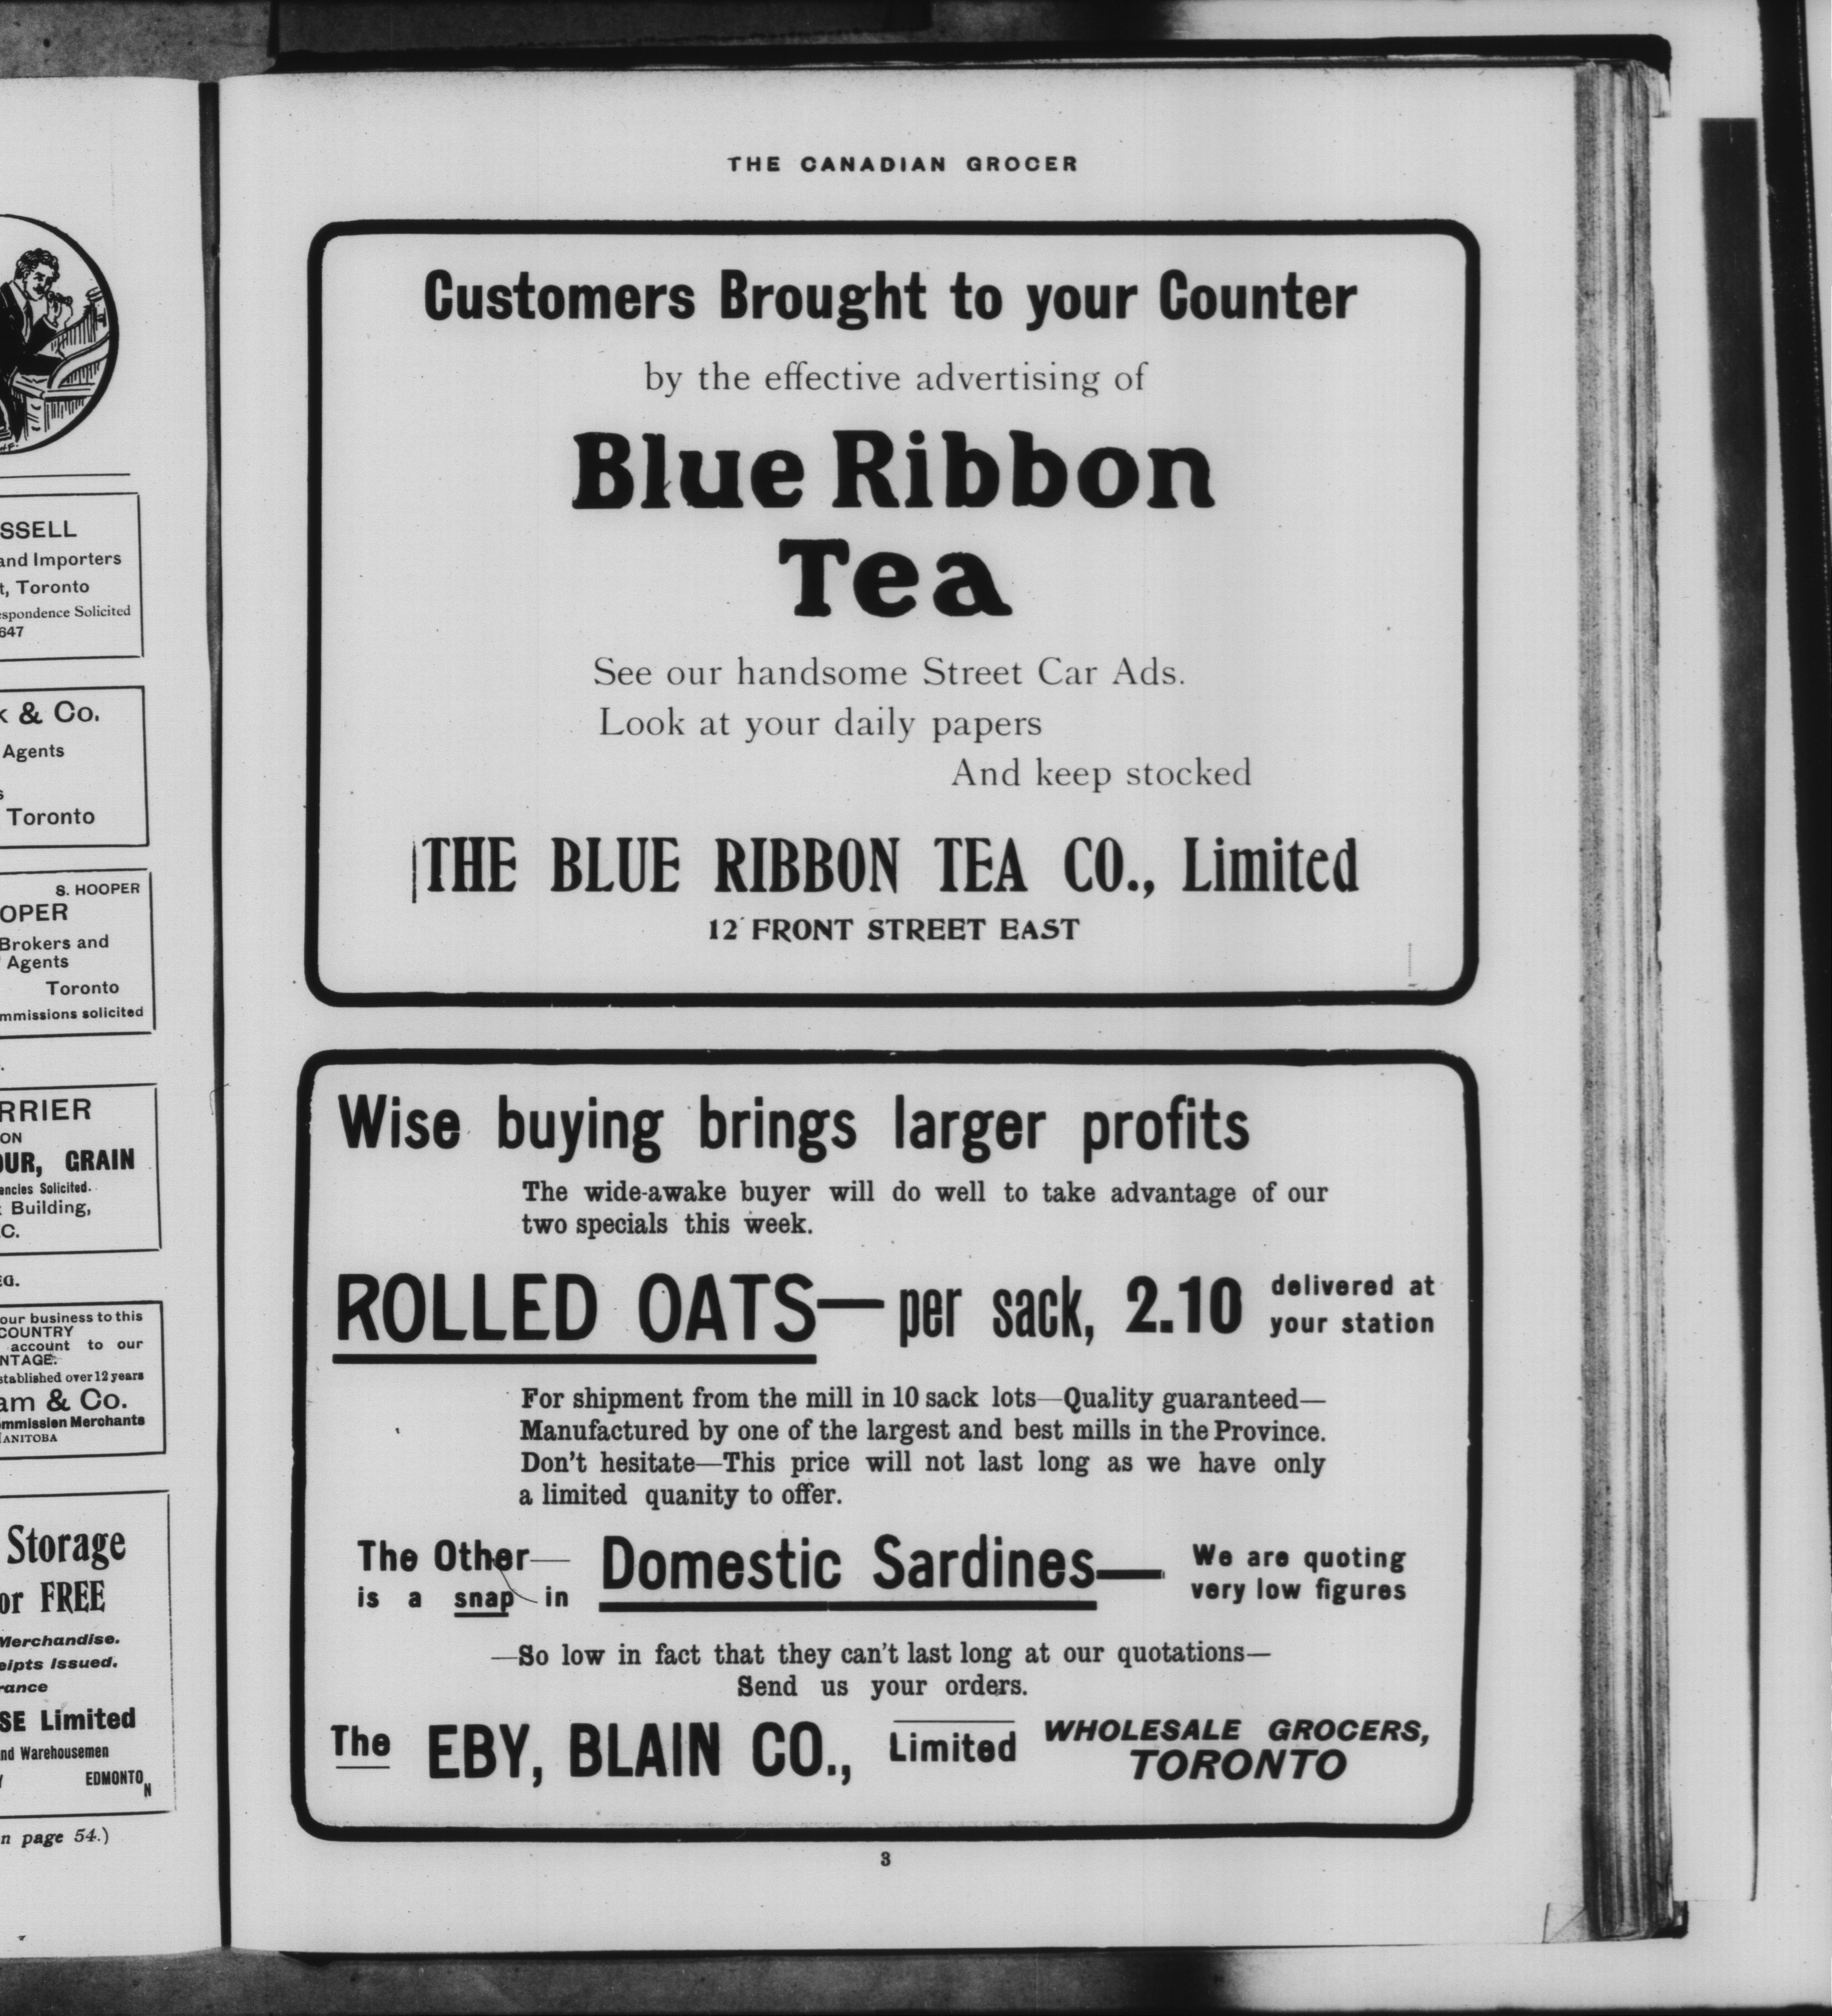 SSELL
and Importers
t, Toronto
espondence Solicited
647
k & Co.
Agents
s
Toronto
S. HOOPER
OPER
Brokers and
Agents
Toronto
mmissions solicited
RRIER
ON
OUR, GRAIN
encies Solicited.
Building,
C.
EG.
our business to this
COUNTRY
account to our
NTAGE.
stablished over 12 years
am & Co.
ommission Merchants
MANITOBA
Storage
or FREE
Merchandise.
eipts Issued.
rance
SE Limited
nd Warehousemen
Y EDMONTON
n page 54.)
THE CANADIAN GROCER
Customers Brought to your Counter
by the effective advertising of
Blue Ribbon
Tea
See our handsome Street Car Ads.
Look at your daily papers
And keep stocked
THE BLUE RIBBON TEA CO., Limited
12 FRONT STREET EAST
Wise buying brings larger profits
The wide-awake buyer will do well to take advantage of our
two specials this week.
ROLLED OATS—per sack, 2.10 delivered at
your station
For shipment from the mill in 10 sack lots—Quality guaranteed—
Manufactured by one of the largest and best mills in the Province.
Don't hesitate—This price will not last long as we have only
a limited quanity to offer.
The Other—
is a snap in
Domestic Sardines—
We are quoting
very low figures
—So low in fact that they can't last long at our quotations—
Send us your orders.
The EBY, BLAIN CO., Limited
WHOLESALE GROCERS,
TORONTO
3